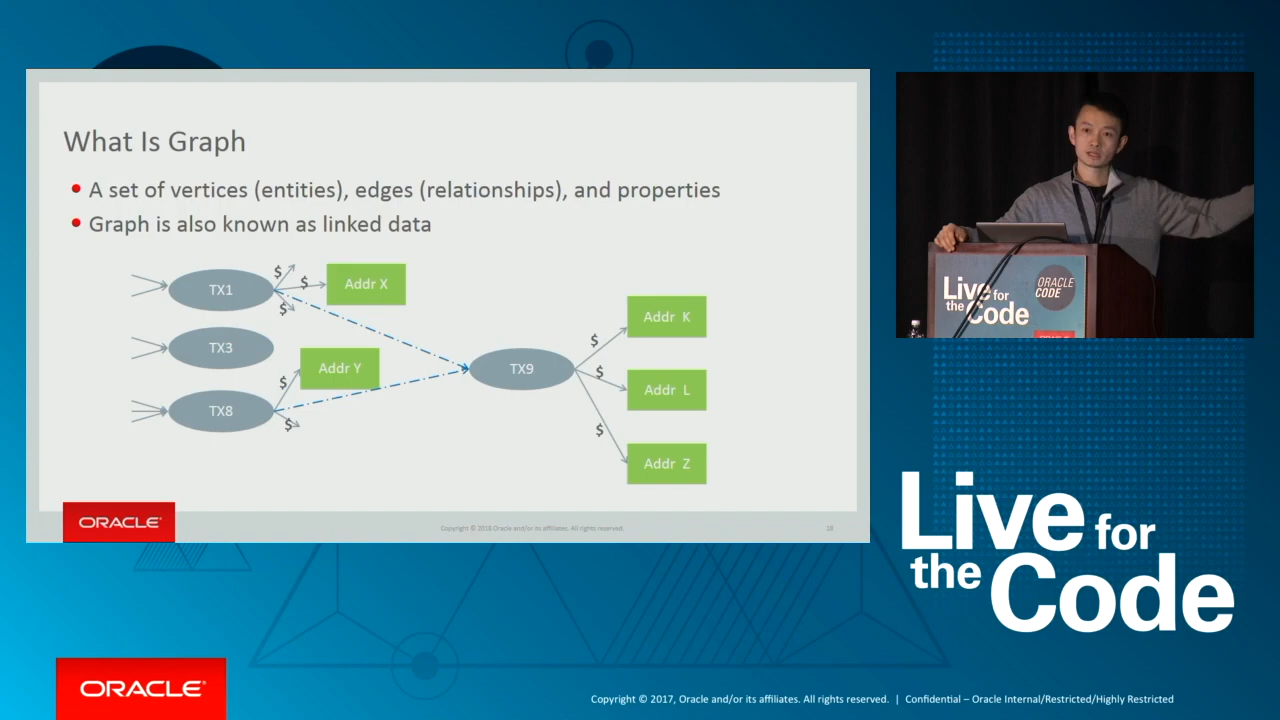 What Is Graph
A set of vertices (entities), edges (relationships), and properties
Graph is also known as linked data
TX1
$
$
$
Addr X
TX3
TX8
$
$
Addr Y
TX9
$
$
$
Addr K
Addr L
Addr Z
ORACLE
Copyright © 2018 Oracle and/or its affiliates. All rights reserved.
18
Live for
the Code
ORACLE
CODE
Live for
the Code
ORACLE
Copyright © 2017, Oracle and/or its affiliates. All rights reserved. | Confidential – Oracle Internal/Restricted/Highly Restricted